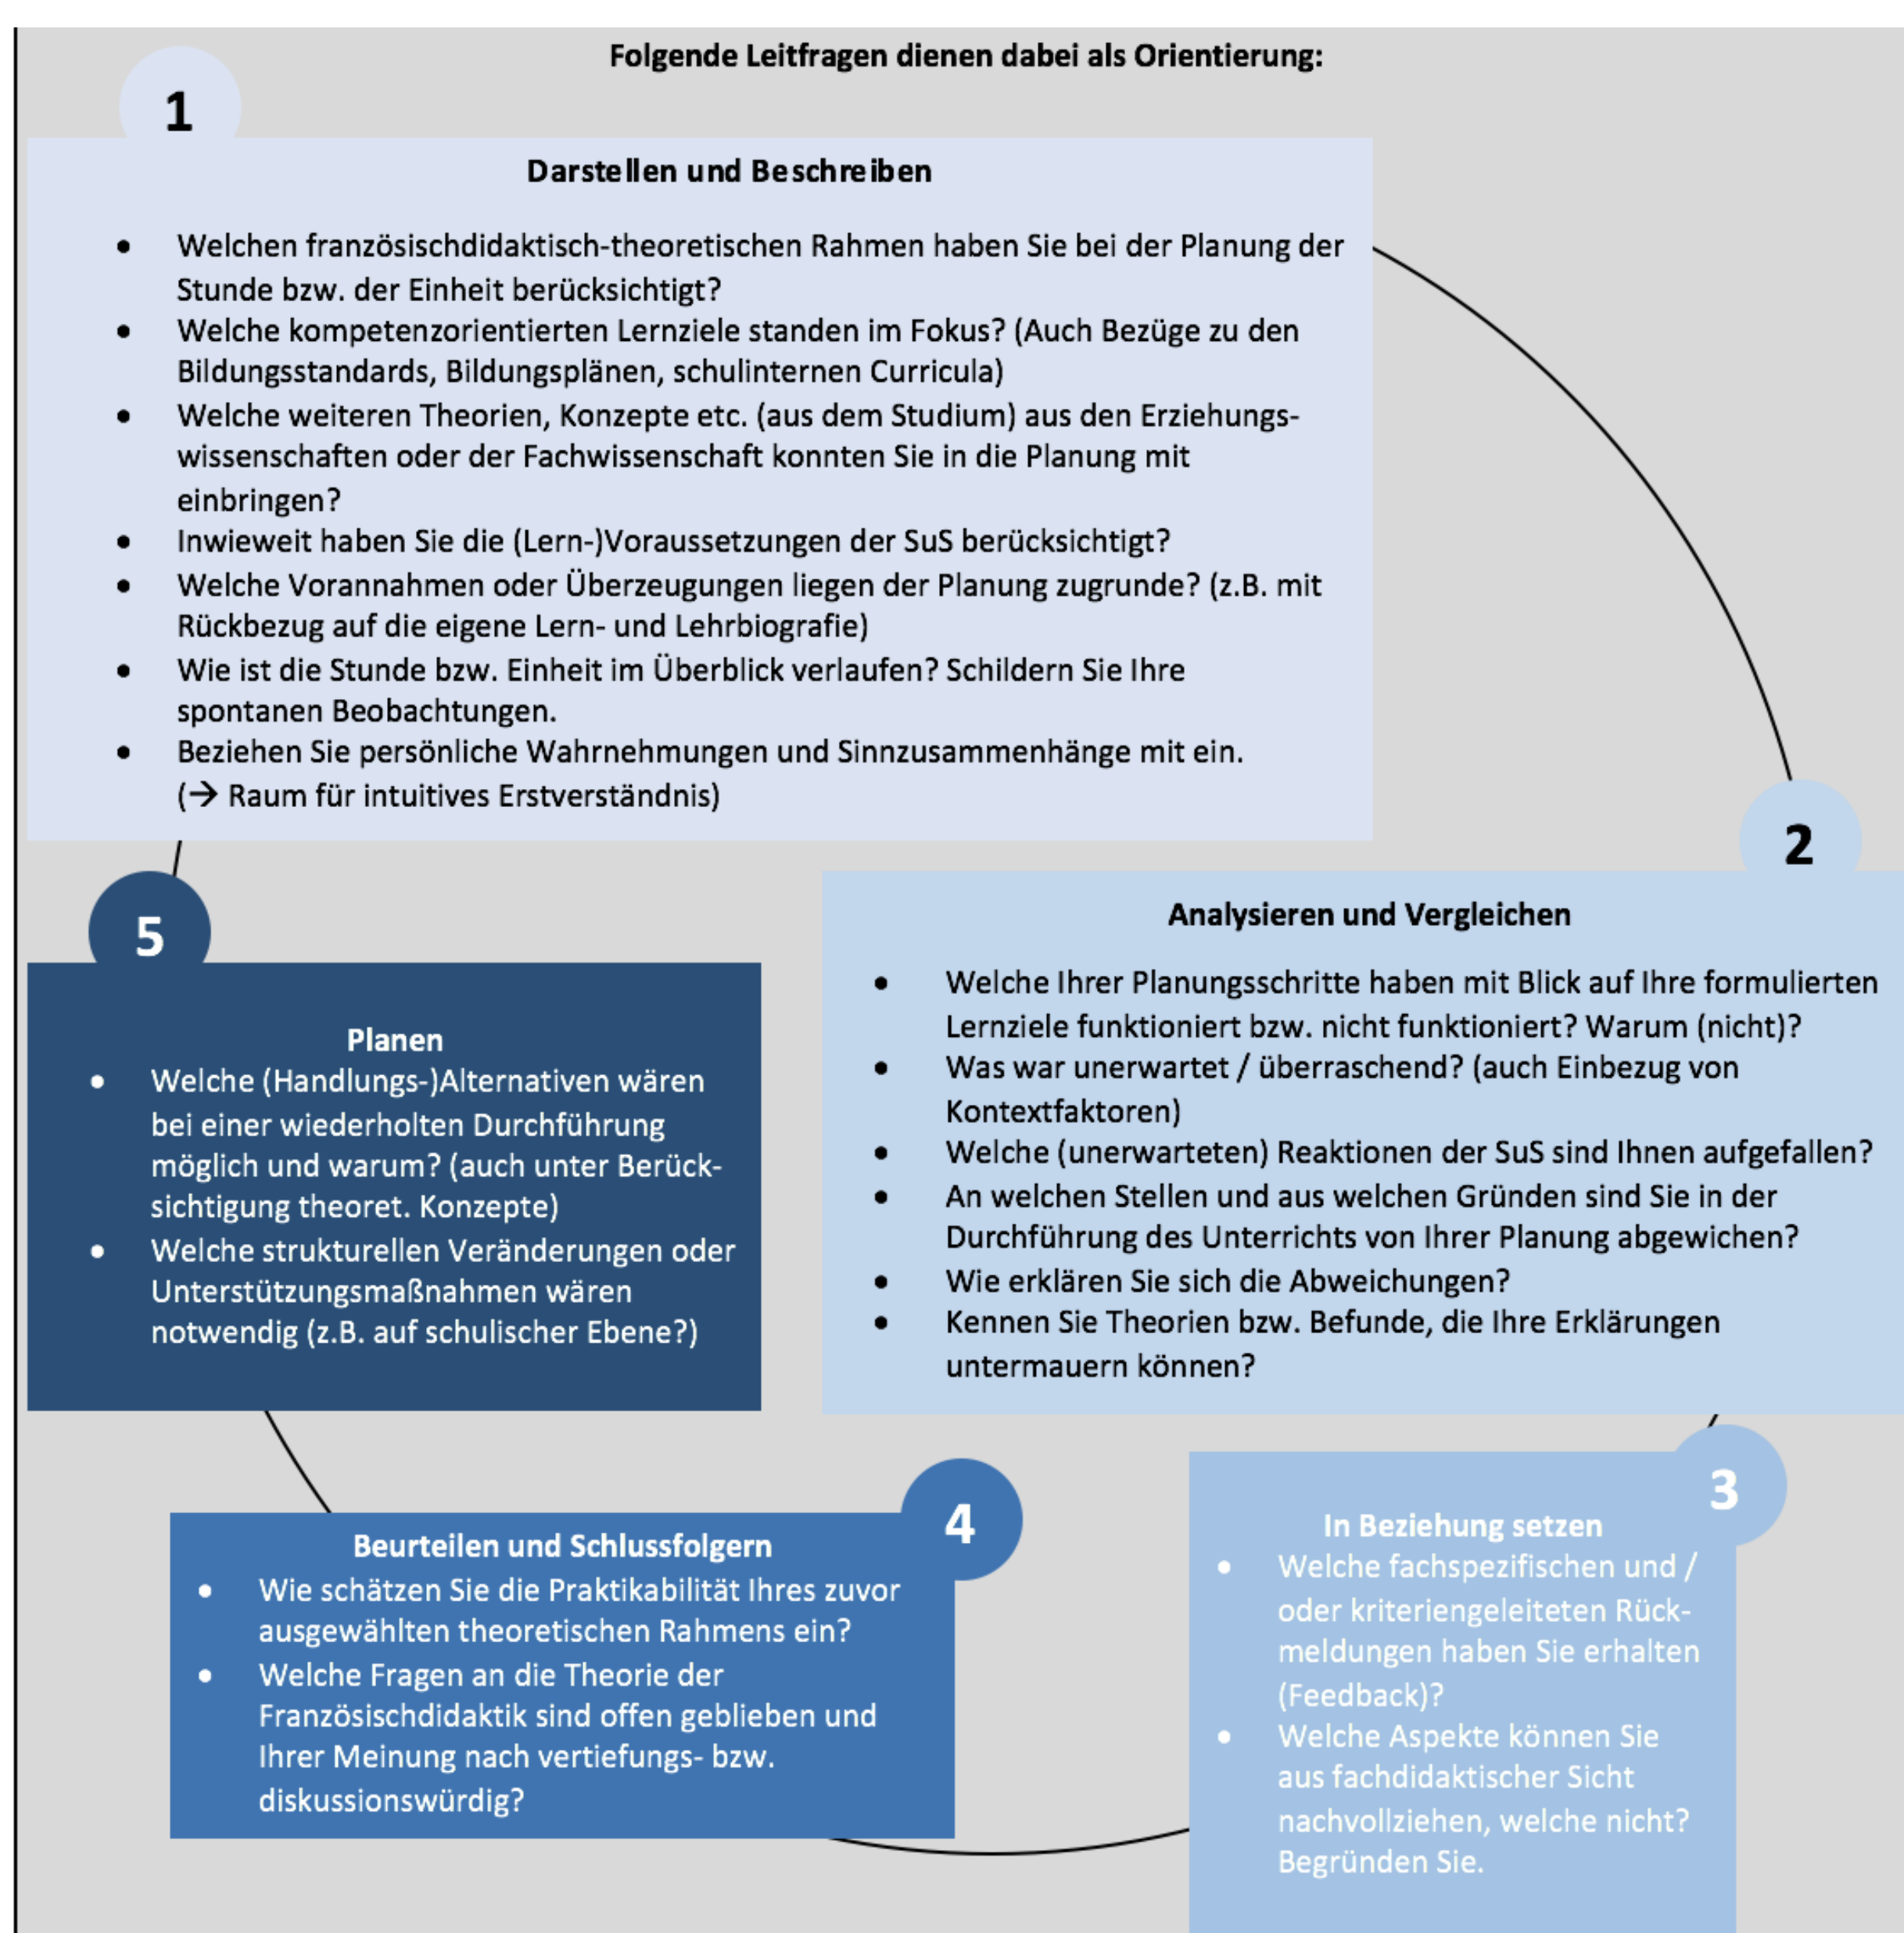 Folgende Leitfragen dienen dabei als Orientierung:
1
Darstellen und Beschreiben
• Welchen französischdidaktisch-theoretischen Rahmen haben Sie bei der Planung der
Stunde bzw. der Einheit berücksichtigt?
• Welche kompetenzorientierten Lernziele standen im Fokus? (Auch Bezüge zu den
Bildungsstandards, Bildungsplänen, schulinternen Curricula)
• Welche weiteren Theorien, Konzepte etc. (aus dem Studium) aus den Erziehungs-
wissenschaften oder der Fachwissenschaft konnten Sie in die Planung mit
einbringen?
• Inwieweit haben Sie die (Lern-)Voraussetzungen der SuS berücksichtigt?
• Welche Vorannahmen oder Überzeugungen liegen der Planung zugrunde? (z.B. mit
Rückbezug auf die eigene Lern- und Lehrbiografie)
• Wie ist die Stunde bzw. Einheit im Überblick verlaufen? Schildern Sie Ihre
spontanen Beobachtungen.
• Beziehen Sie persönliche Wahrnehmungen und Sinnzusammenhänge mit ein.
(→ Raum für intuitives Erstverständnis)
2
Analysieren und Vergleichen
• Welche Ihrer Planungsschritte haben mit Blick auf Ihre formulierten
Lernziele funktioniert bzw. nicht funktioniert? Warum (nicht)?
• Was war unerwartet / überraschend? (auch Einbezug von
Kontextfaktoren)
• Welche (unerwarteten) Reaktionen der SuS sind Ihnen aufgefallen?
• An welchen Stellen und aus welchen Gründen sind Sie in der
Durchführung des Unterrichts von Ihrer Planung abgewichen?
• Wie erklären Sie sich die Abweichungen?
• Kennen Sie Theorien bzw. Befunde, die Ihre Erklärungen
untermauern können?
3
In Beziehung setzen
• Welche fachspezifischen und /
oder kriteriengeleiteten Rück-
meldungen haben Sie erhalten
(Feedback)?
• Welche Aspekte können Sie
aus fachdidaktischer Sicht
nachvollziehen, welche nicht?
Begründen Sie.
4
Beurteilen und Schlussfolgern
• Wie schätzen Sie die Praktikabilität Ihres zuvor
ausgewählten theoretischen Rahmens ein?
• Welche Fragen an die Theorie der
Französischdidaktik sind offen geblieben und
Ihrer Meinung nach vertiefungs- bzw.
diskussionswürdig?
5
Planen
• Welche (Handlungs-)Alternativen wären
bei einer wiederholten Durchführung
möglich und warum? (auch unter Berück-
sichtigung theoret. Konzepte)
• Welche strukturellen Veränderungen oder
Unterstützungsmaßnahmen wären
notwendig (z.B. auf schulischer Ebene?)